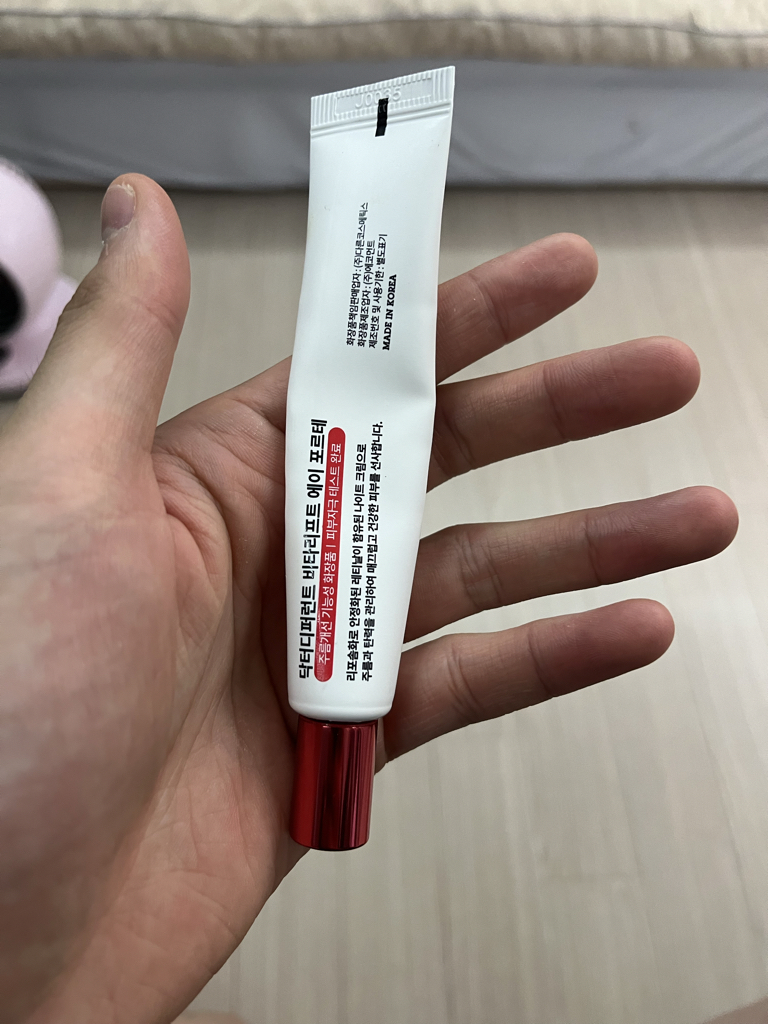 닥터디퍼런트 비타리프트 에이 포르테
주름개선 기능성 화장품 | 피부자극 테스트 완료
리포솜화로 안정화된 레티날이 함유된 나이트 크림으로
주름과 탄력을 관리하여 매끄럽고 건강한 피부를 선사합니다.
화장품책임판매업자 : (주)다른코스메틱스
화장품제조업자 : (주)에코먼트
제조번호 및 사용기한 : 별도표기
MADE IN KOREA
J0035